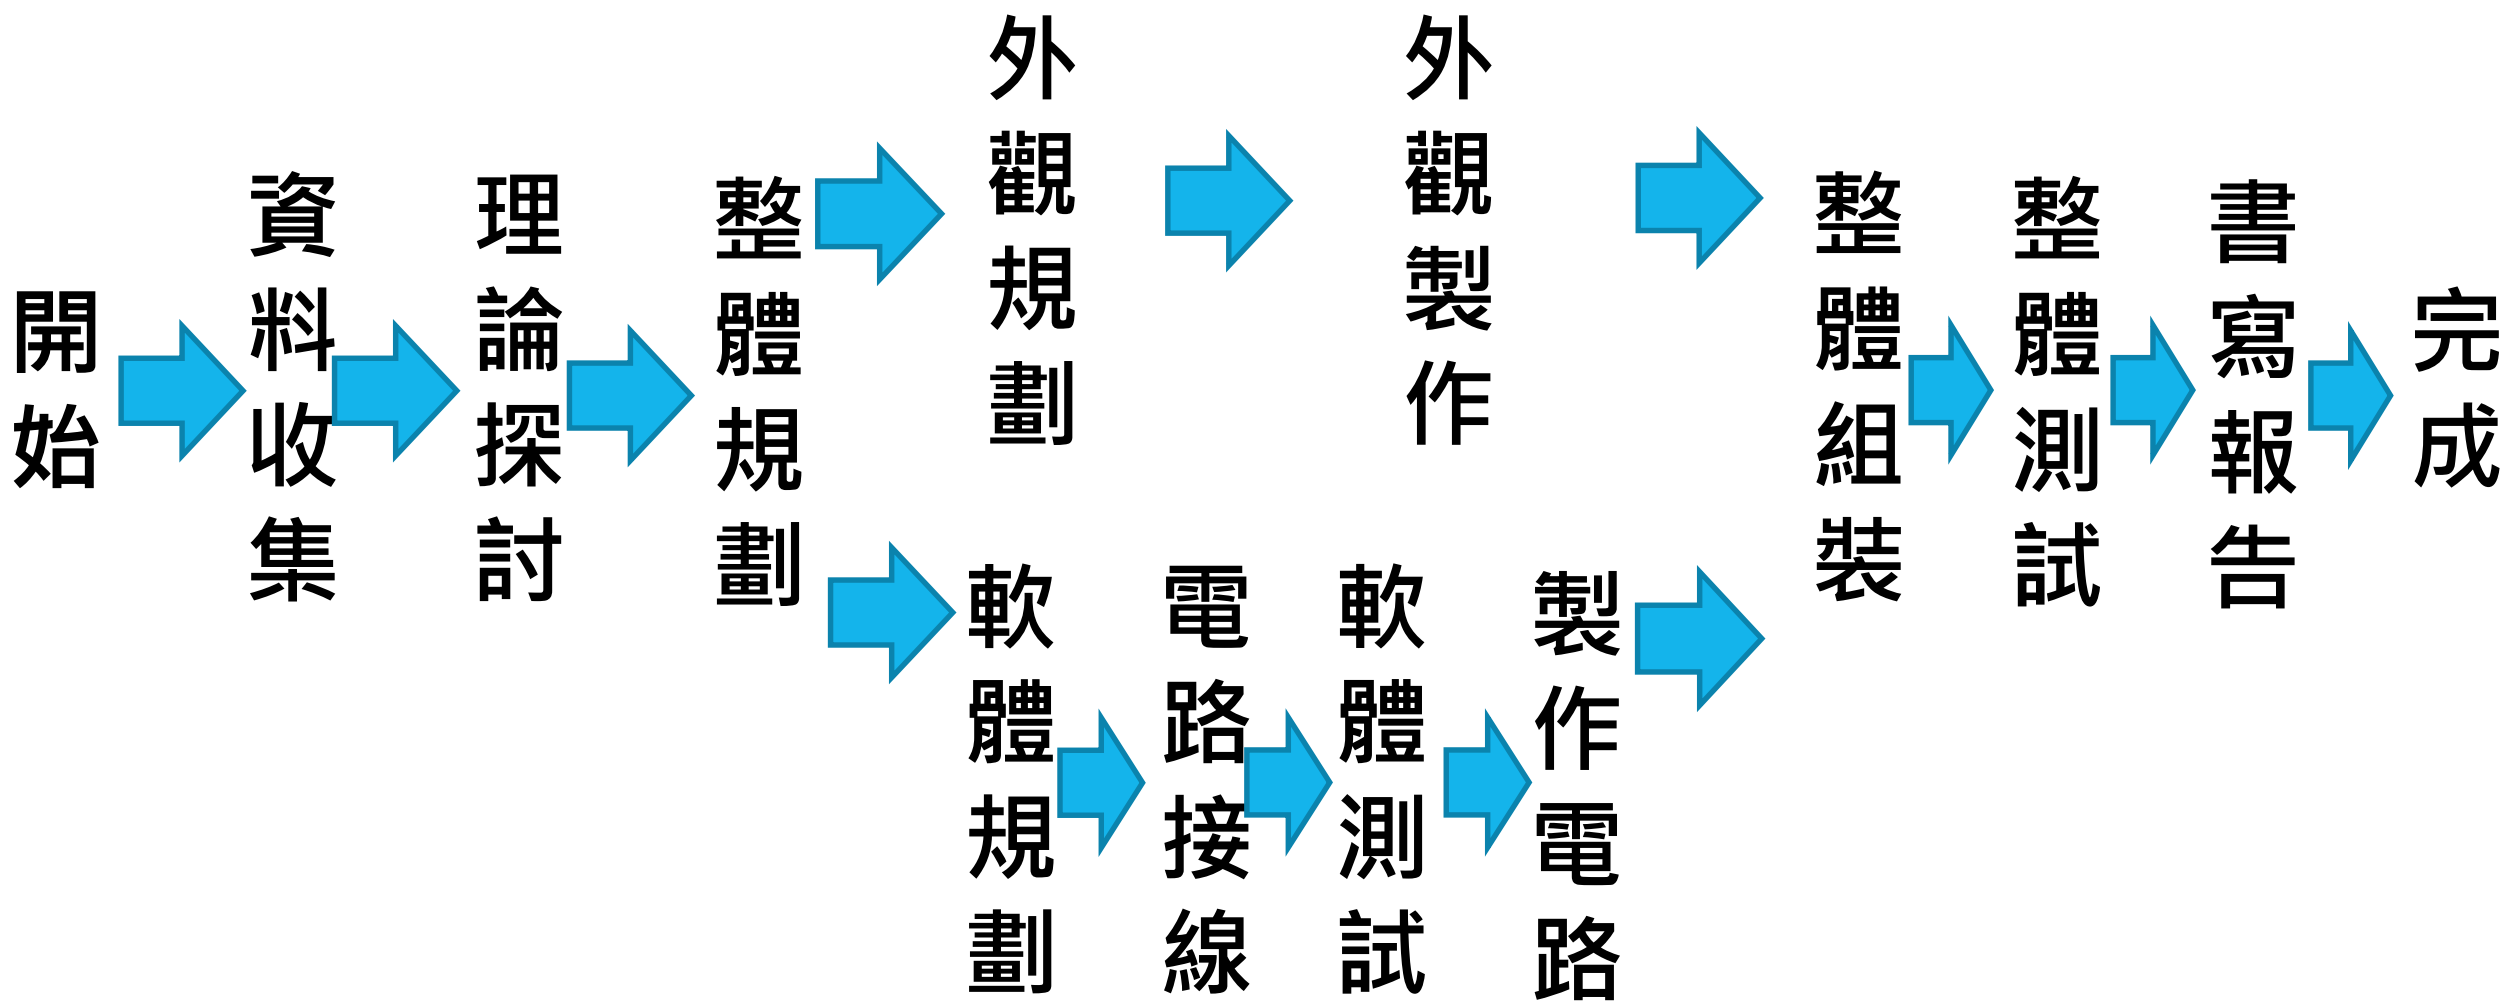 開始
資料收集
理論探討
整體規劃
外觀規劃
外觀製作
軟體規劃
電路接線
軟體測試
製作電路
整體組裝
整體測試
書寫報告
完成